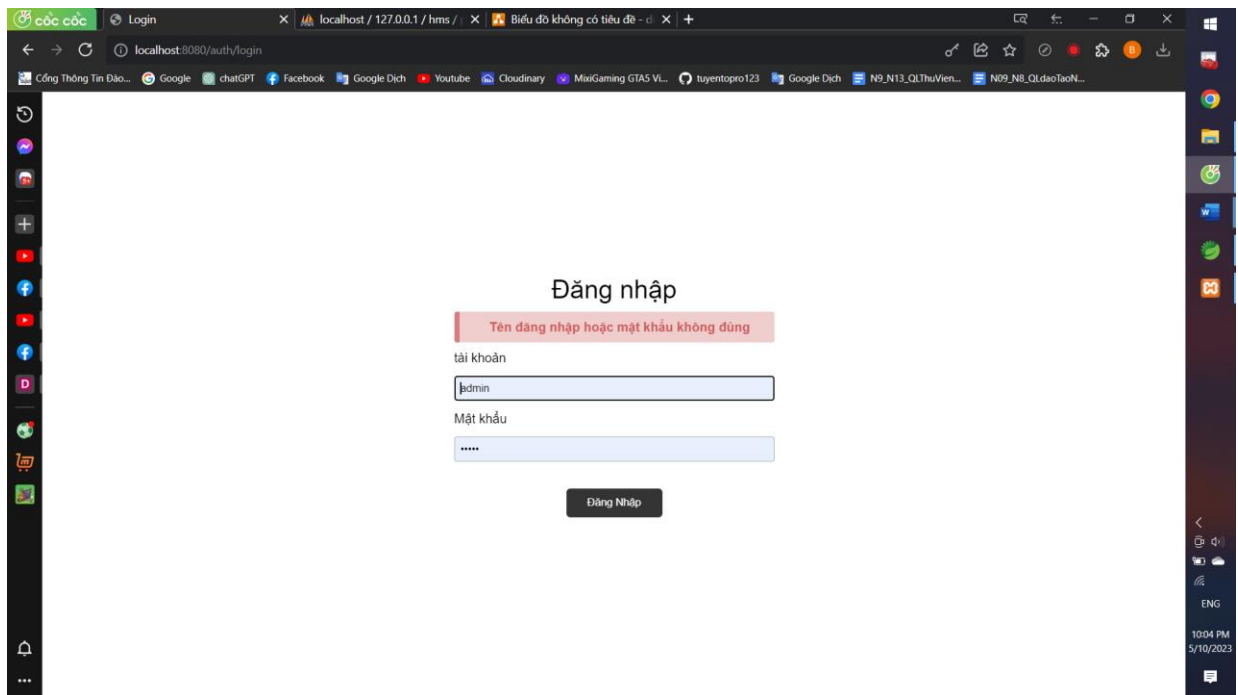 cốc cốc
Login
localhost / 127.0.0.1 / hms /
Biểu đồ không có tiêu đề - d
localhost:8080/auth/login
B
Cổng Thông Tin Đào...
Google
chatGPT
Facebook
Google Dịch
Youtube
Cloudinary
MixiGaming GTA5 Vi...
tuyentopro123
Google Dịch
N9_N13_QLThuVien...
N09_N8_QLdaoTaoN...
D
Đăng nhập
Tên đăng nhập hoặc mật khẩu không đúng
tài khoản
admin
Mật khẩu
•••••
Đăng Nhập
ENG
10:04 PM
5/10/2023